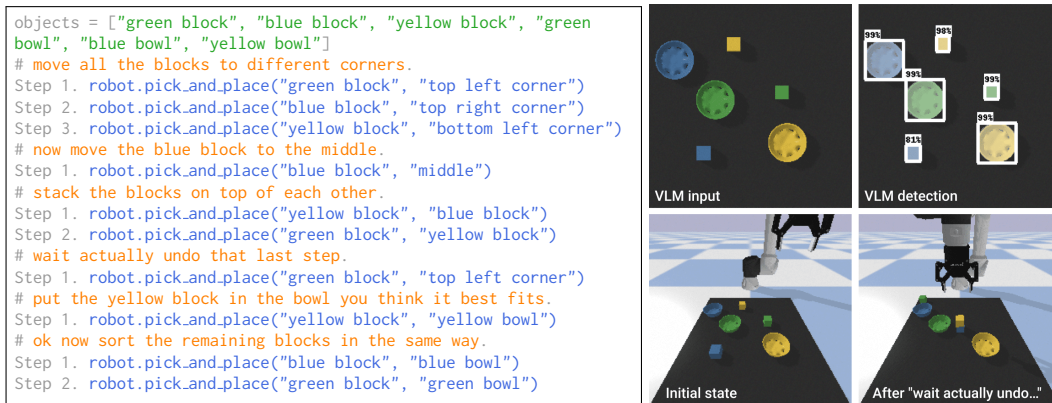 objects = ["green block", "blue block", "yellow block", "green
bowl", "blue bowl", "yellow bowl"]
# move all the blocks to different corners.
Step 1. robot.pick_and_place("green block", "top left corner")
Step 2. robot.pick_and_place("blue block", "top right corner")
Step 3. robot.pick_and_place("yellow block", "bottom left corner")
# now move the blue block to the middle.
Step 1. robot.pick_and_place("blue block", "middle")
# stack the blocks on top of each other.
Step 1. robot.pick_and_place("yellow block", "blue block")
Step 2. robot.pick_and_place("green block", "yellow block")
# wait actually undo that last step.
Step 1. robot.pick_and_place("green block", "top left corner")
# put the yellow block in the bowl you think it best fits.
Step 1. robot.pick_and_place("yellow block", "yellow bowl")
# ok now sort the remaining blocks in the same way.
Step 1. robot.pick_and_place("blue block", "blue bowl")
Step 2. robot.pick_and_place("green block", "green bowl")
VLM input
99%
98%
99%
99%
99%
81%
VLM detection
Initial state
After "wait actually undo…"